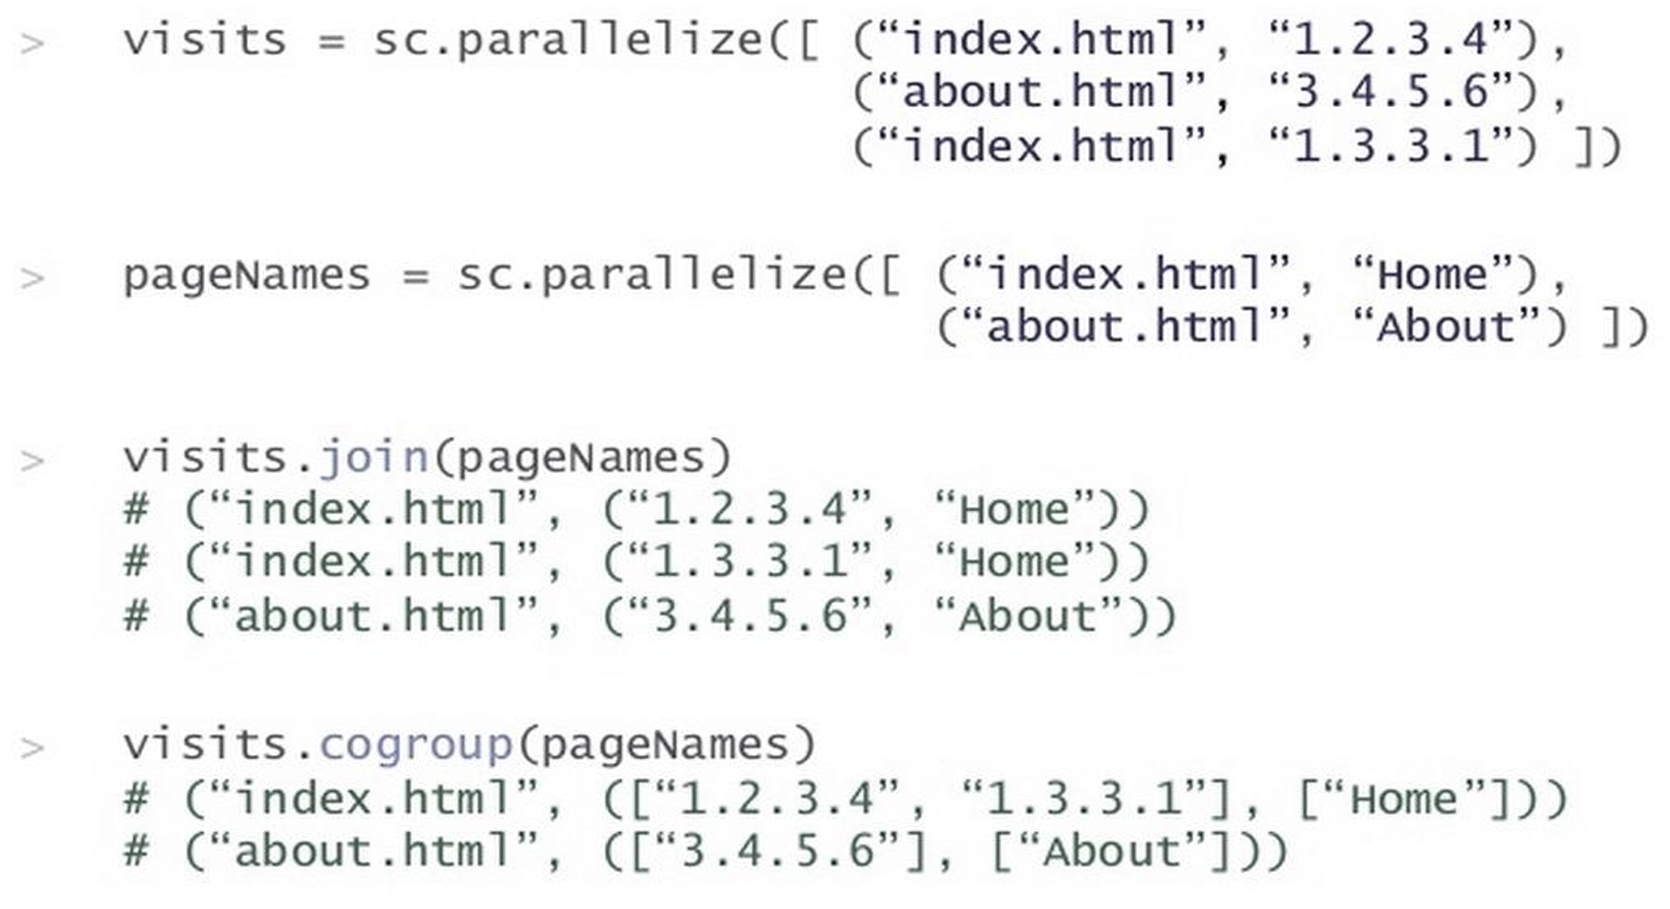 > visits = sc.parallelize([ (“index.html”, “1.2.3.4”),
(“about.html”, “3.4.5.6”),
(“index.html”, “1.3.3.1”) ])
> pageNames = sc.parallelize([ (“index.html”, “Home”),
(“about.html”, “About”) ])
> visits.join(pageNames)
# (“index.html”, (“1.2.3.4”, “Home”))
# (“index.html”, (“1.3.3.1”, “Home”))
# (“about.html”, (“3.4.5.6”, “About”))
> visits.cogroup(pageNames)
# (“index.html”, ([“1.2.3.4”, “1.3.3.1”], [“Home”]))
# (“about.html”, ([“3.4.5.6”], [“About”]))